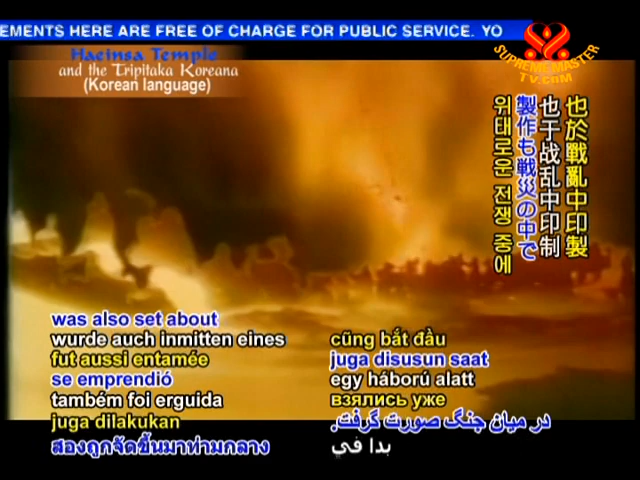 EMENTS HERE ARE FREE OF CHARGE FOR PUBLIC SERVICE. YO
SUPREME MASTER
TV.COM
Haeinsa Temple
and the Tripitaka Koreana
(Korean language)
也於戰亂中印製
也于战乱中印制
製作も戦災の中で
위태로운 전쟁 중에
was also set about
wurde auch inmitten eines
fut aussi entamée
se emprendió
também foi erguida
juga dilakukan
สองถูกจัดขึ้นมาท่ามกลาง
cũng bắt đầu
juga disusun saat
egy háború alatt
взялись уже
در میان جنگ صورت گرفت.
بدا في